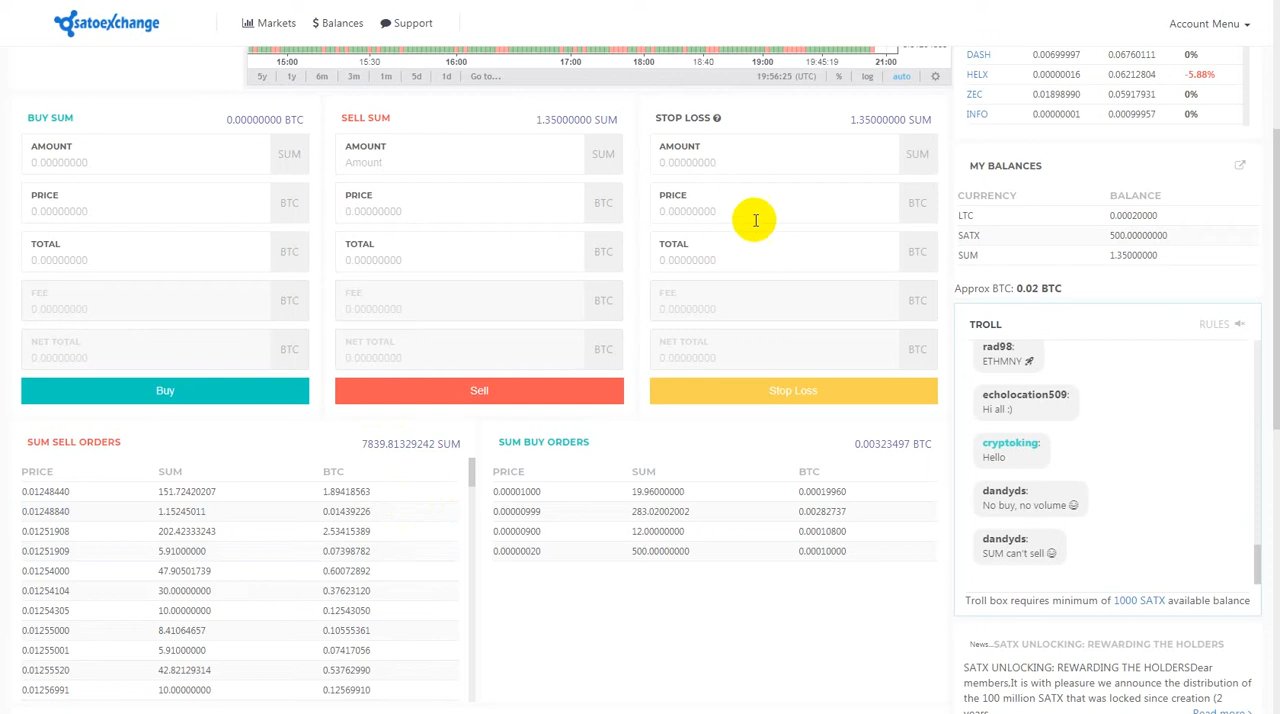 satoexchange
Markets
Balances
Support
Account Menu
15:00
16:00
17:00
18:00
18:40
19:00
19:45:19
21:00
5y
1y
6m
3m
1m
5d
1d
Go to...
19:56:25 (UTC)
%
log
auto
BUY SUM
0.00000000 BTC
AMOUNT
0.00000000
SUM
PRICE
0.00000000
BTC
TOTAL
0.00000000
BTC
FEE
0.00000000
BTC
NET TOTAL
0.00000000
BTC
Buy
SELL SUM
1.35000000 SUM
AMOUNT
Amount
SUM
PRICE
0.00000000
BTC
TOTAL
0.00000000
BTC
FEE
0.00000000
BTC
NET TOTAL
0.00000000
BTC
Sell
STOP LOSS
1.35000000 SUM
AMOUNT
0.00000000
SUM
PRICE
0.00000000
BTC
TOTAL
0.00000000
BTC
FEE
0.00000000
BTC
NET TOTAL
0.00000000
BTC
Stop Loss
SUM SELL ORDERS
7839.81329242 SUM
PRICE SUM BTC
0.01248440 151.72420207 1.89418563
0.01248840 1.15245011 0.01439226
0.01251908 202.42333243 2.53415389
0.01251909 5.91000000 0.07398782
0.01254000 47.90501739 0.60072892
0.01254104 30.00000000 0.37623120
0.01254305 10.00000000 0.12543050
0.01255000 8.41064657 0.10555361
0.01255001 5.91000000 0.07417056
0.01255520 42.82129314 0.53762990
0.01256991 10.00000000 0.12569910
SUM BUY ORDERS
0.00323497 BTC
PRICE SUM BTC
0.00001000 19.96000000 0.00019960
0.00000999 283.02002002 0.00282737
0.00000900 12.00000000 0.00010800
0.00000020 500.00000000 0.00010000
DASH 0.00699997 0.06760111 0%
HELX 0.00000016 0.06212804 -5.88%
ZEC 0.01898990 0.05917931 0%
INFO 0.00000001 0.00099957 0%
MY BALANCES
CURRENCY BALANCE
LTC 0.00020000
SATX 500.00000000
SUM 1.35000000
Approx BTC: 0.02 BTC
TROLL
RULES
rad98:
ETHMNY
echolocation509:
Hi all :)
cryptoking:
Hello
dandyds:
No buy, no volume
dandyds:
SUM can't sell
Troll box requires minimum of 1000 SATX available balance
News...SATX UNLOCKING: REWARDING THE HOLDERS
SATX UNLOCKING: REWARDING THE HOLDERSDear
members.It is with pleasure we announce the distribution of
the 100 million SATX that was locked since creation (2
years
Read more